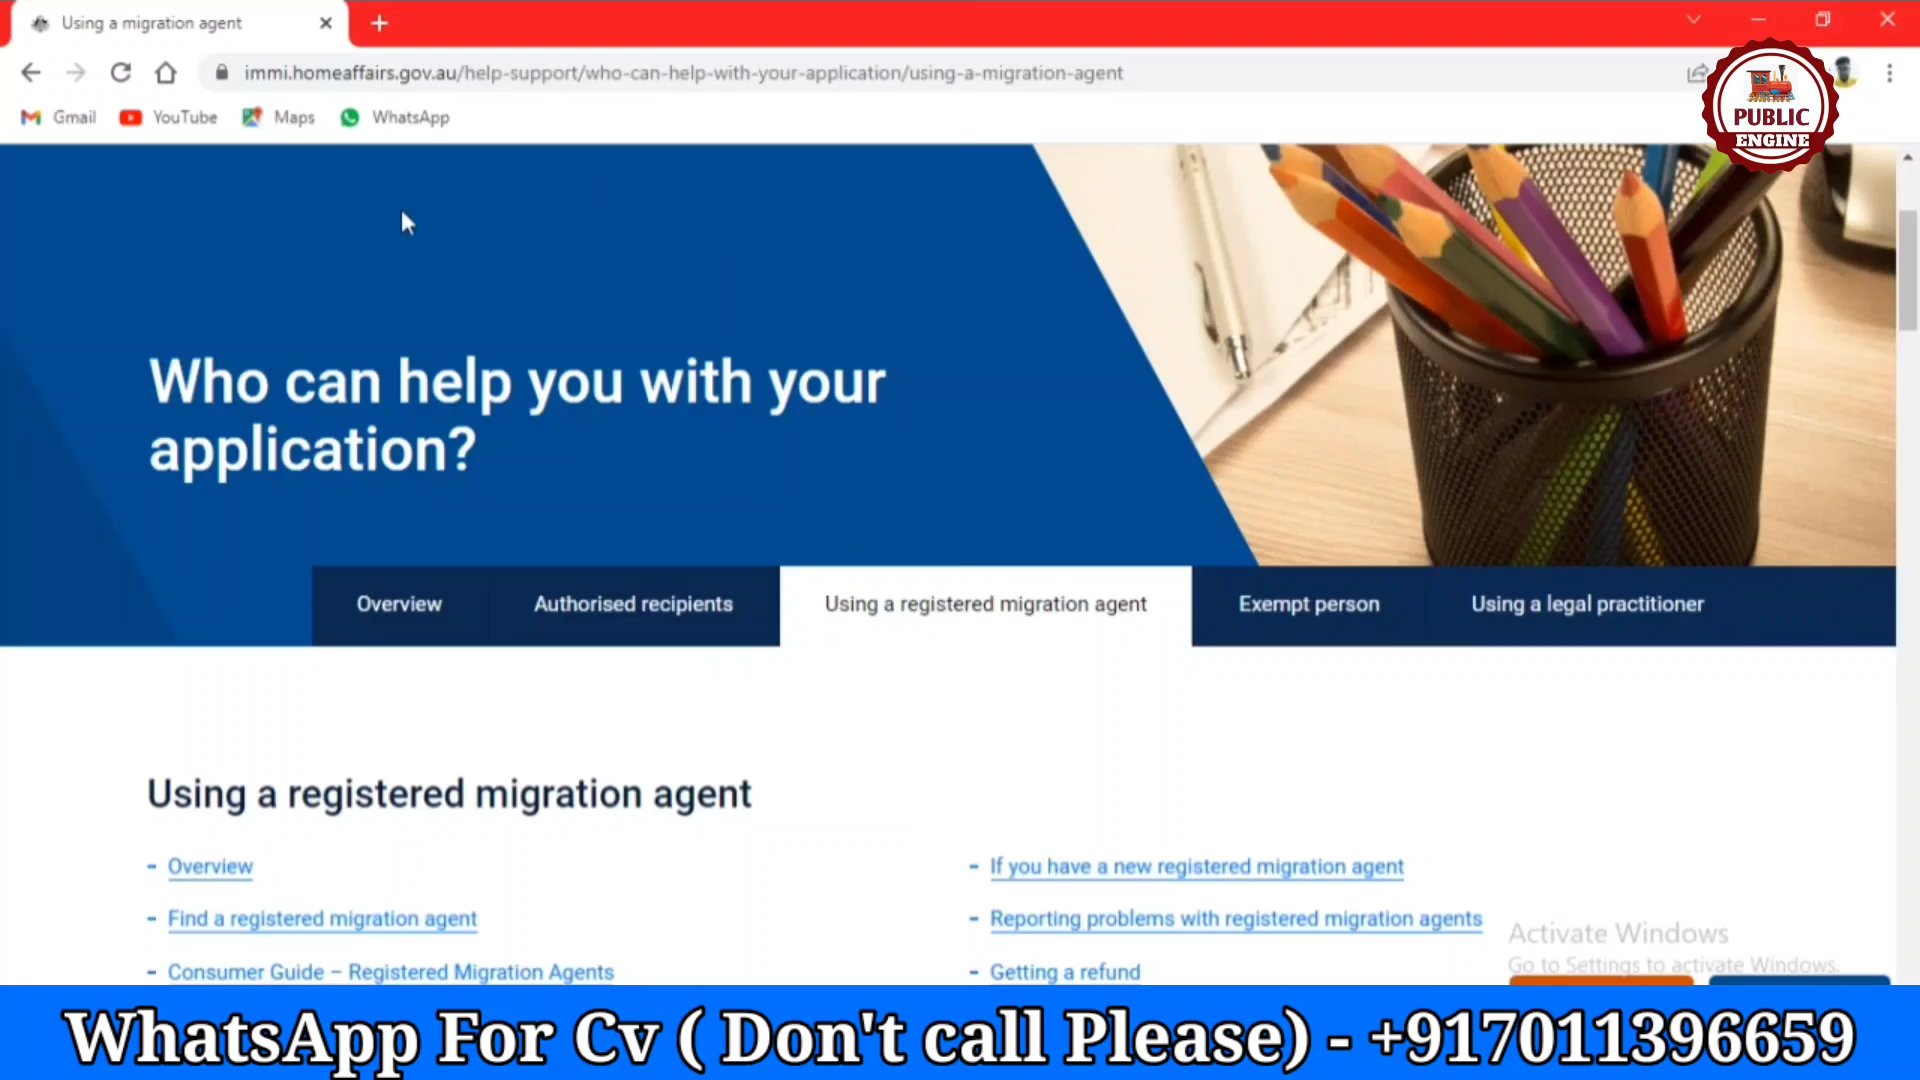 Using a migration agent
immi.homeaffairs.gov.au/help-support/who-can-help-with-your-application/using-a-migration-agent
Gmail YouTube Maps WhatsApp
PUBLIC
ENGINE
Who can help you with your
application?
Overview Authorised recipients Using a registered migration agent Exempt person Using a legal practitioner
Using a registered migration agent
- Overview
- Find a registered migration agent
- Consumer Guide – Registered Migration Agents
- If you have a new registered migration agent
- Reporting problems with registered migration agents
- Getting a refund
Activate Windows
Go to Settings to activate Windows.
WhatsApp For Cv ( Don't call Please) - +917011396659